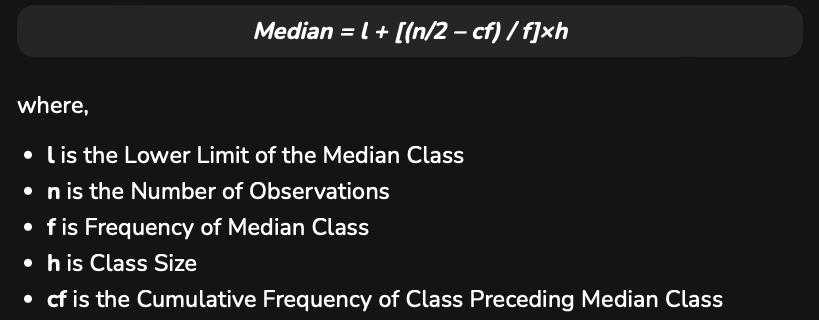 Median = l + [(n/2 – cf) / f]×h
where,
• l is the Lower Limit of the Median Class
• n is the Number of Observations
• f is Frequency of Median Class
• h is Class Size
• cf is the Cumulative Frequency of Class Preceding Median Class